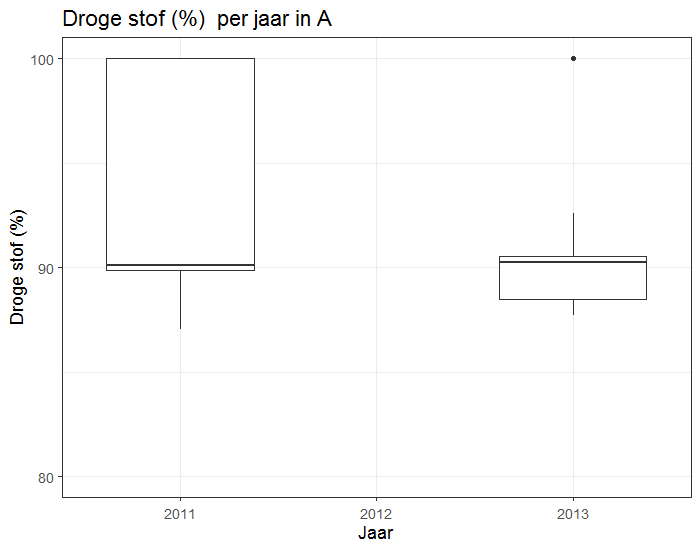 Droge stof (%)  per jaar in A
100
90
80
Droge stof (%)
2011
2012
2013
Jaar